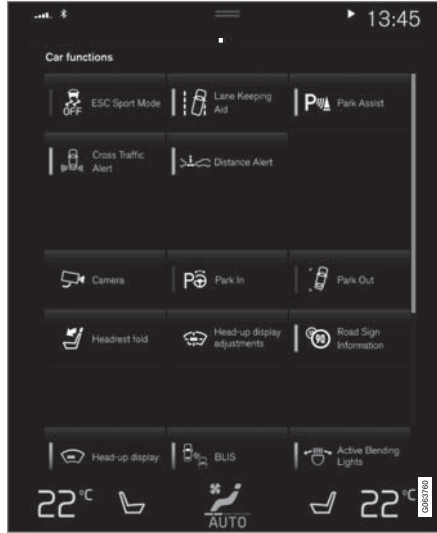 13:45
Car functions
OFF
ESC Sport Mode
Lane Keeping
Aid
P
Park Assist
Cross Traffic
Alert
Distance Alert
Camera
P
Park In
Park Out
Headrest fold
Head-up display
adjustments
90
Road Sign
Information
Head-up display
BLIS
Active Bending
Lights
22°C
AUTO
22°C
G063760